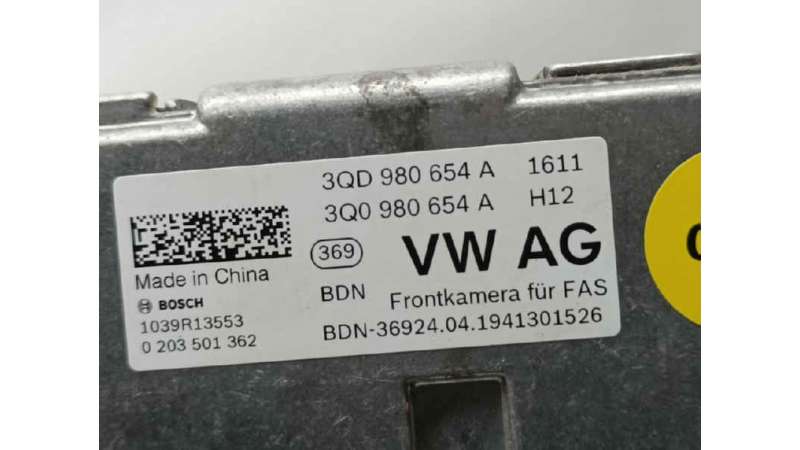 3QD 980 654 A 1611
3Q0 980 654 A H12
369 VW AG
Made in China
BDN Frontkamera für FAS
BOSCH
1039R13553
BDN-36924.04.1941301526
0 203 501 362